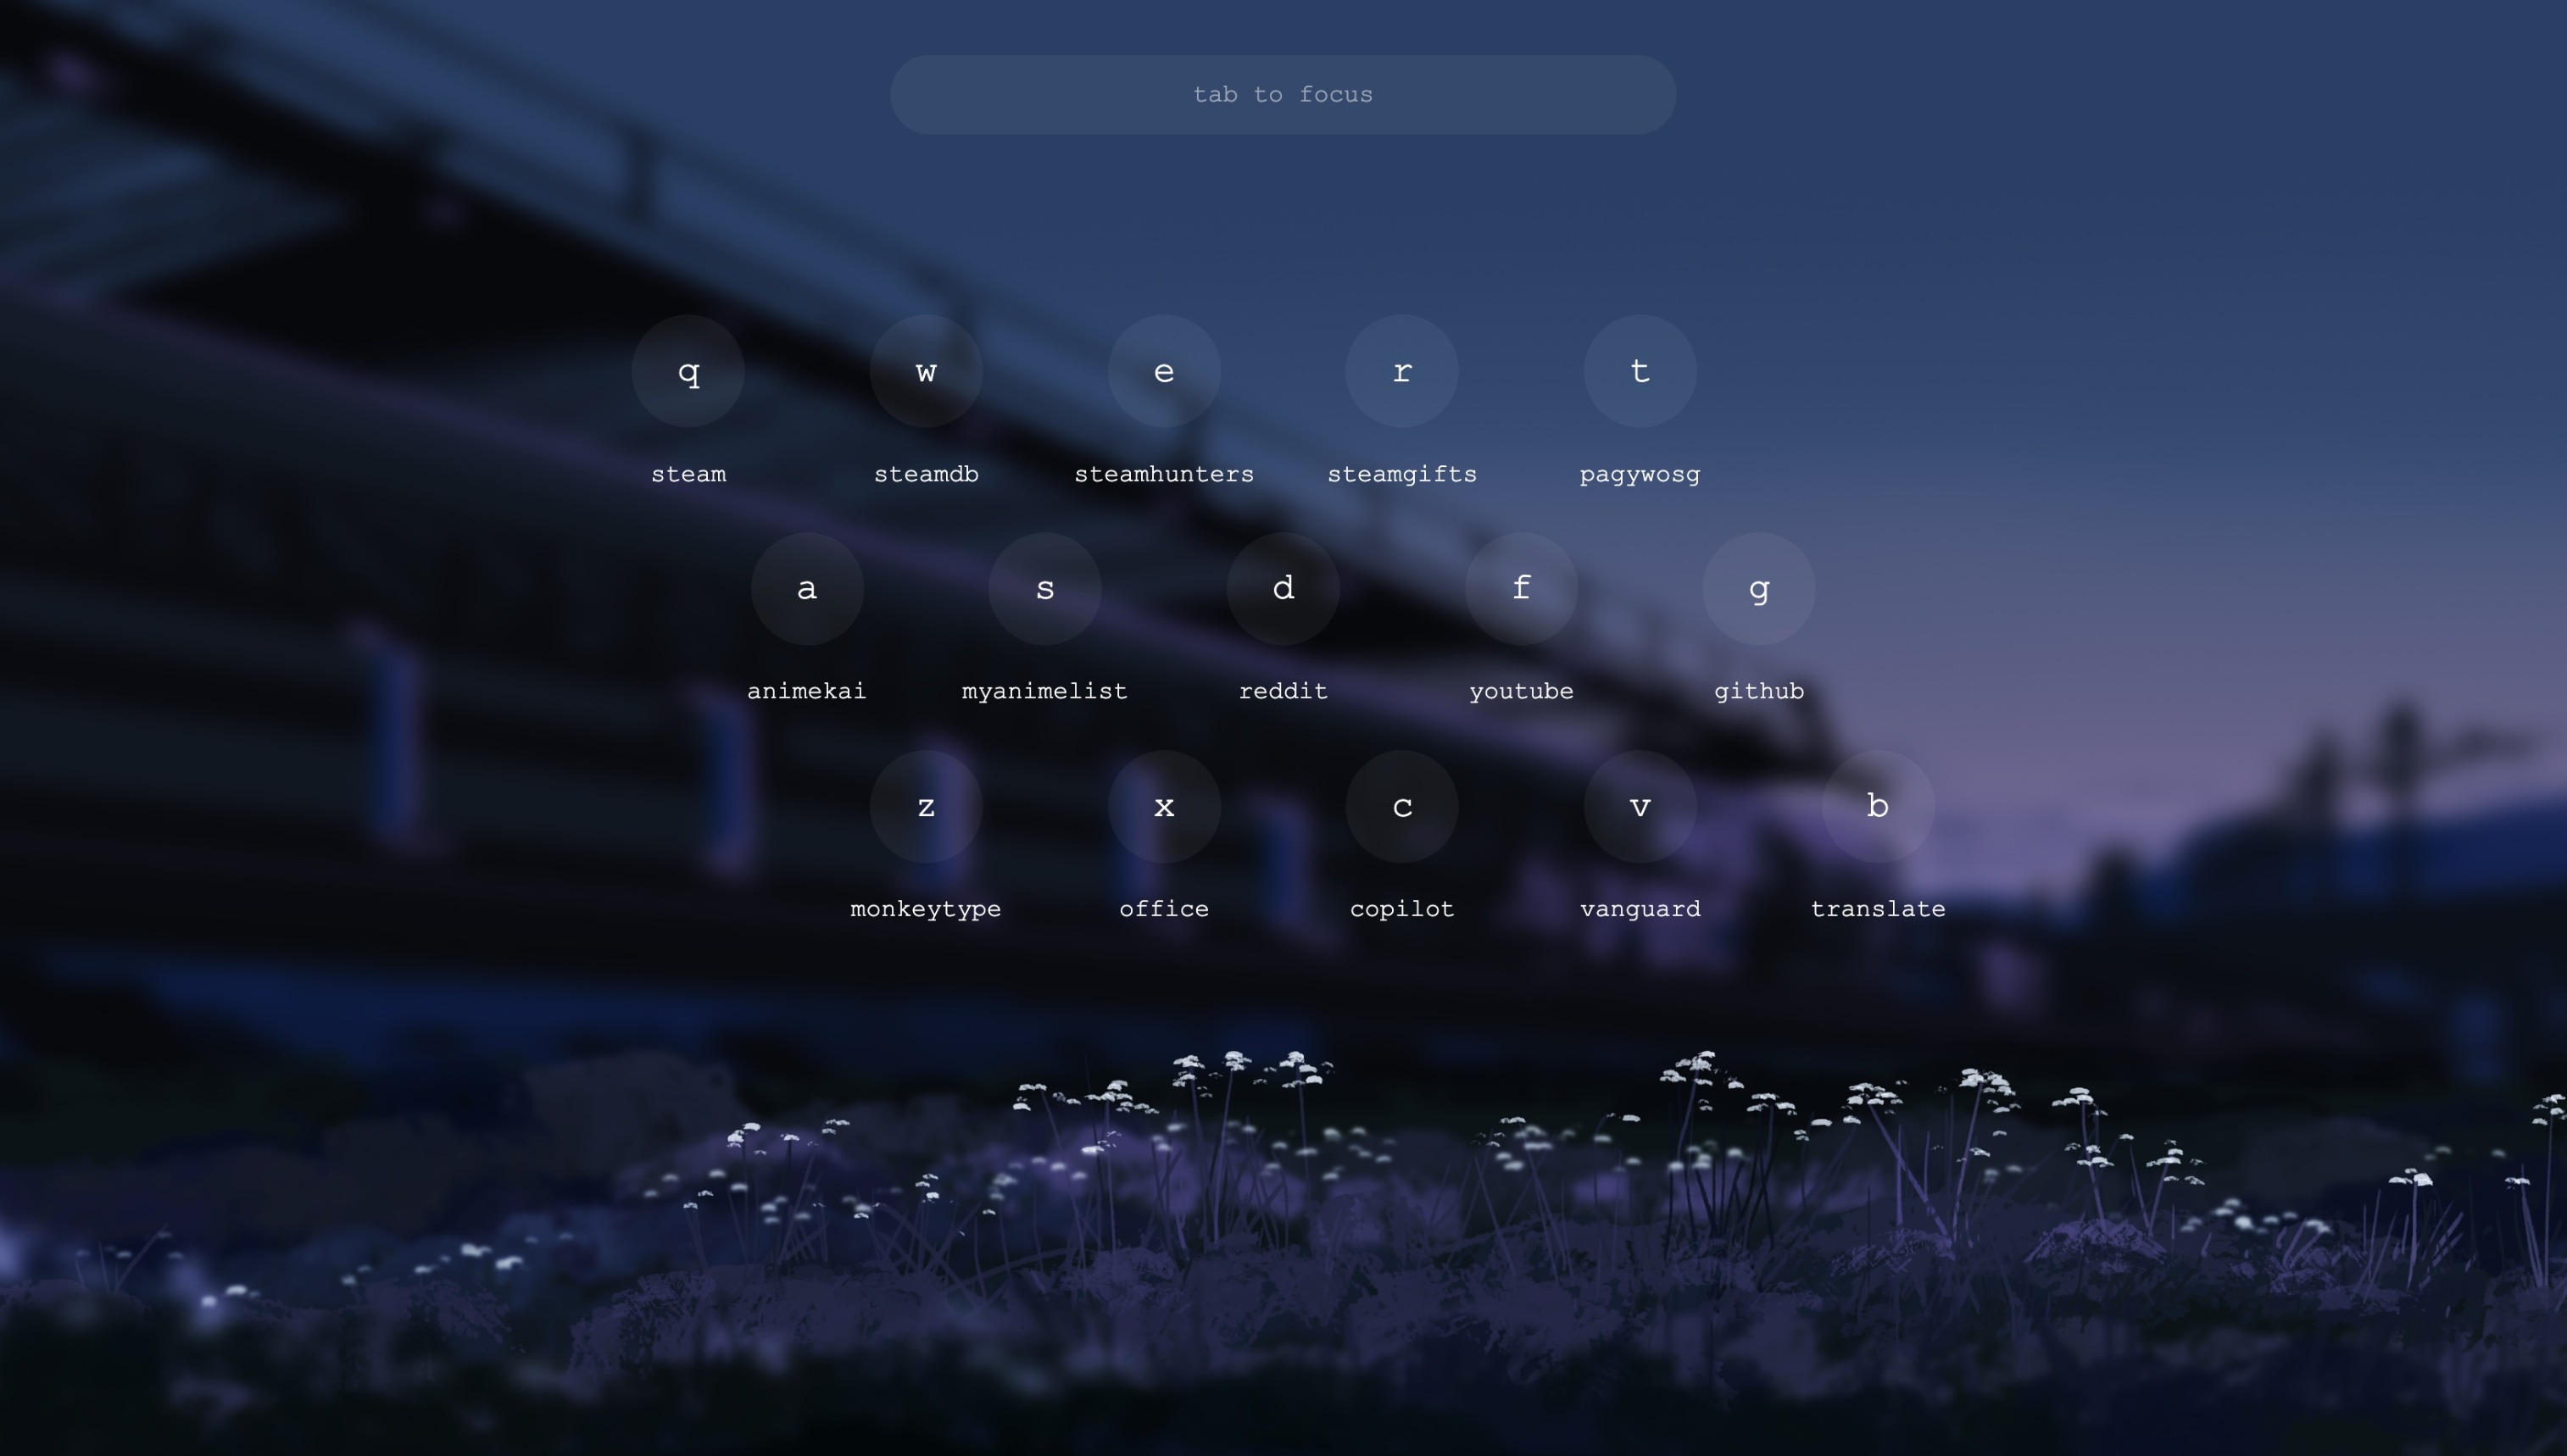 tab to focus
q w e r t
steam steamdb steamhunters steamgifts pagywosg
a s d f g
animekai myanimelist reddit youtube github
z x c v b
monkeytype office copilot vanguard translate